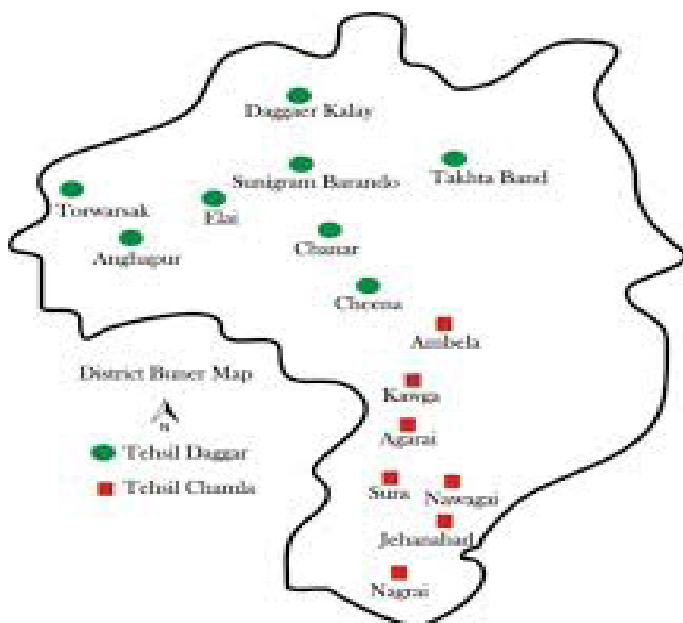 Daggaer Kalay
Sunigram Barando
Takhta Band
Torwarsak
Elai
Anghapur
Chanar
Cheena
Ambela
District Buner Map
Kawga
N
Agarai
Tehsil Daggar
Tehsil Chamla
Sura
Nawagai
Jehanabad
Nagrai